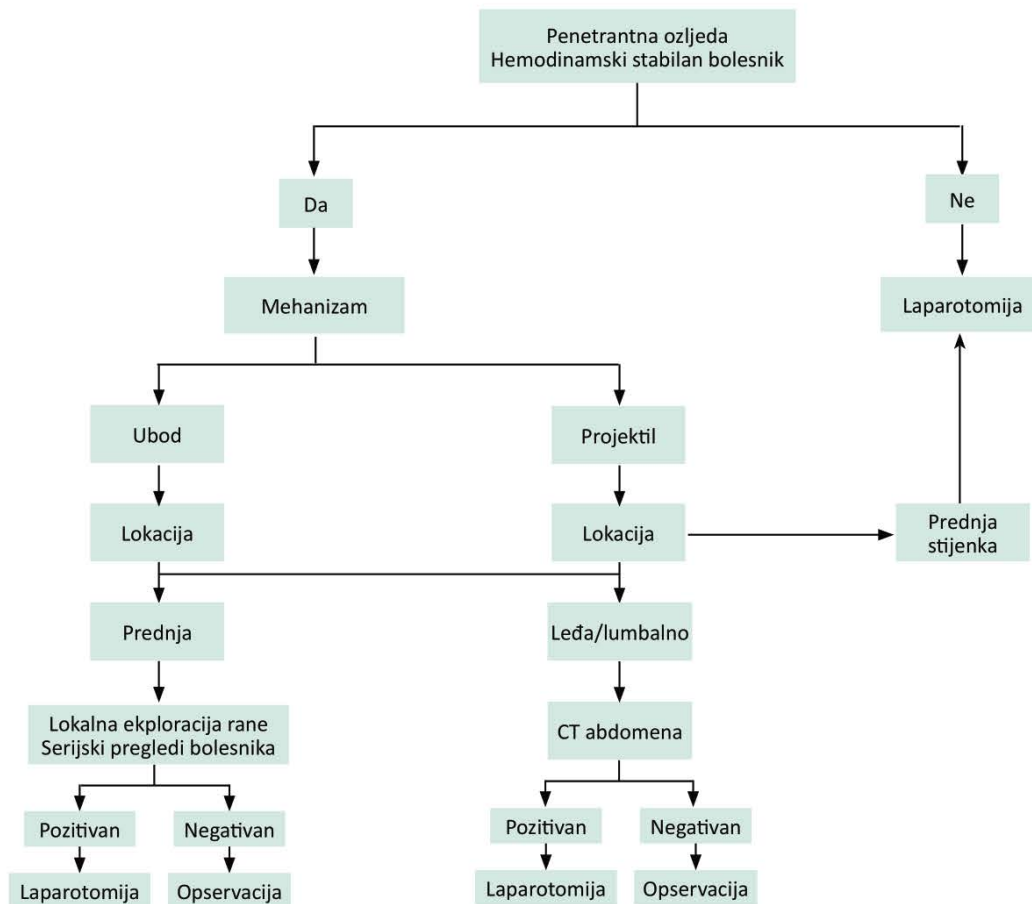 Penetrantna ozljeda
Hemodinamski stabilan bolesnik
Da
Ne
Mehanizam
Laparotomija
Ubod
Projektil
Lokacija
Lokacija
Prednja
stijenka
Prednja
Leđa/lumbalno
Lokalna ekploracija rane
Serijski pregledi bolesnika
CT abdomena
Pozitivan
Negativan
Pozitivan
Negativan
Laparotomija
Opservacija
Laparotomija
Opservacija